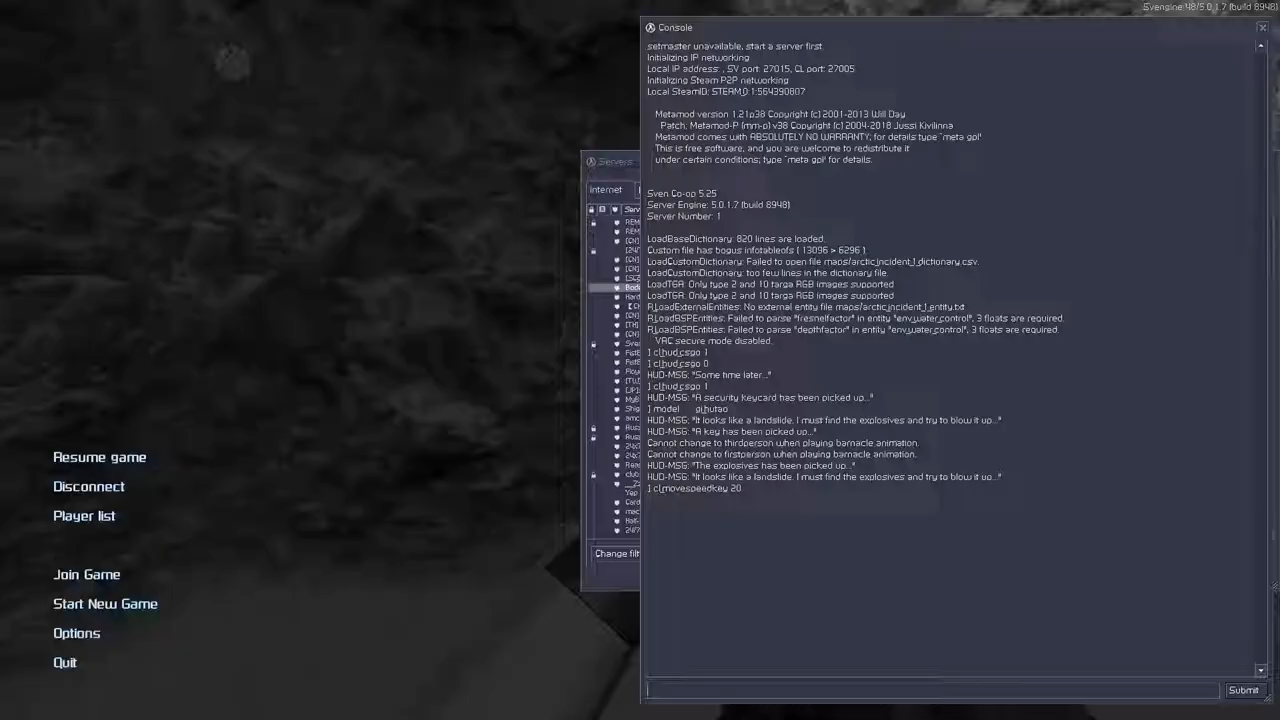 Svengine 48/5.0.1.7 (build 8948)
Console
setmaster unavailable, start a server first
Initializing IP networking
Local IP address: , SV port: 27015, CL port: 27005
Initializing Steam P2P networking
Local SteamID: STEAM_0:1:564390807
Metamod version 1.21p38 Copyright (c) 2001-2013 Will Day
Patch: Metamod-P (mm-p) v38 Copyright (c) 2004-2018 Jussi Kivilinna
Metamod comes with ABSOLUTELY NO WARRANTY; for details type `meta gpl'
This is free software, and you are welcome to redistribute it
under certain conditions; type `meta gpl' for details.
Sven Co-op 5.25
Server Engine: 5.0.1.7 (build 8948)
Server Number: 1
LoadBaseDictionary: 820 lines are loaded.
Custom file has bogus infotableofs ( 13096 > 6296 )
LoadCustomDictionary: Failed to open file maps/arctic_incident_1_dictionary.csv.
LoadCustomDictionary: too few lines in the dictionary file.
LoadTGA: Only type 2 and 10 targa RGB images supported
LoadTGA: Only type 2 and 10 targa RGB images supported
R_LoadExternalEntities: No external entity file maps/arctic_incident_1_entity.txt
R_LoadBSPEntities: Failed to parse "fresnelfactor" in entity "env_water_control", 3 floats are required.
R_LoadBSPEntities: Failed to parse "depthfactor" in entity "env_water_control", 3 floats are required.
VAC secure mode disabled.
] cl_hud_csgo 1
] cl_hud_csgo 0
HUD-MSG: "Some time later..."
] cl_hud_csgo 1
HUD-MSG: "A security keycard has been picked up..."
] model gi_hutao
HUD-MSG: "It looks like a landslide. I must find the explosives and try to blow it up..."
HUD-MSG: "A key has been picked up..."
Cannot change to thirdperson when playing barnacle animation.
Cannot change to firstperson when playing barnacle animation.
HUD-MSG: "The explosives has been picked up..."
HUD-MSG: "It looks like a landslide. I must find the explosives and try to blow it up..."
] cl_movespeedkey 20
Submit
Servers
Internet
Change filt
Resume game
Disconnect
Player list
Join Game
Start New Game
Options
Quit